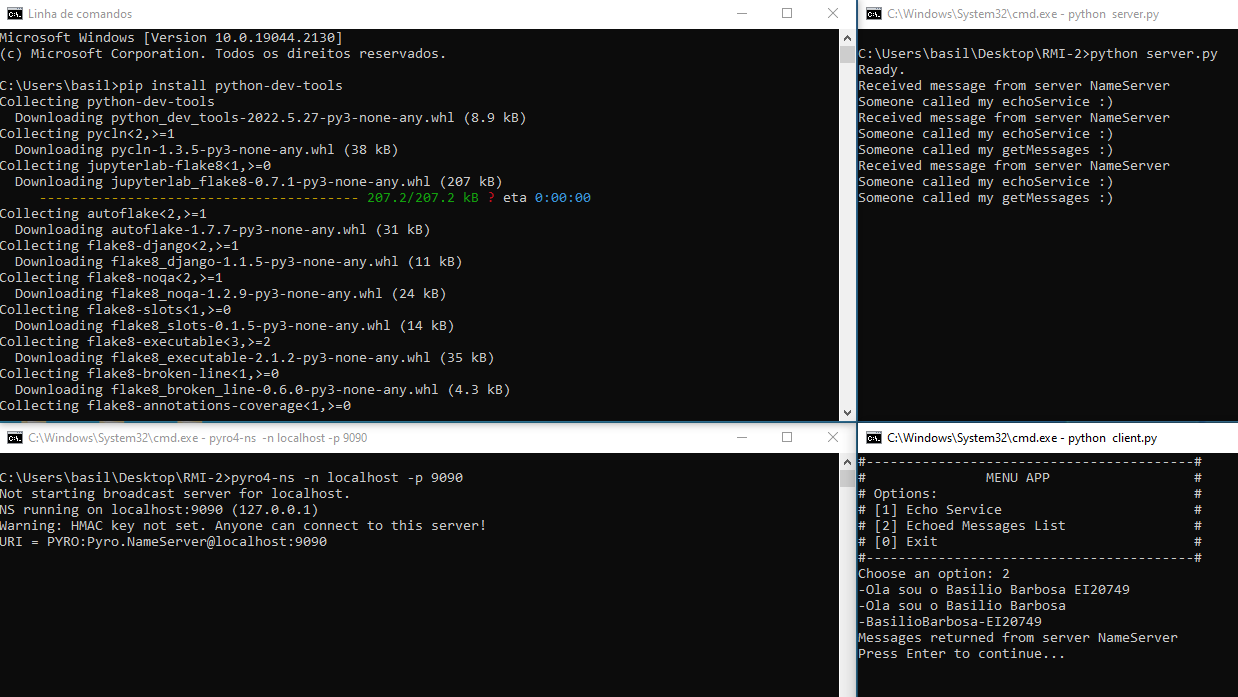 Linha de comandos
Microsoft Windows [Version 10.0.19044.2130]
(c) Microsoft Corporation. Todos os direitos reservados.
C:\Users\basil>pip install python-dev-tools
Collecting python-dev-tools
Downloading python_dev_tools-2022.5.27-py3-none-any.whl (8.9 kB)
Collecting pycln<2,>=1
Downloading pycln-1.3.5-py3-none-any.whl (38 kB)
Collecting jupyterlab-flake8<1,>=0
Downloading jupyterlab_flake8-0.7.1-py3-none-any.whl (207 kB)
---------------------------------------- 207.2/207.2 kB ? eta 0:00:00
Collecting autoflake<2,>=1
Downloading autoflake-1.7.7-py3-none-any.whl (31 kB)
Collecting flake8-django<2,>=1
Downloading flake8_django-1.1.5-py3-none-any.whl (11 kB)
Collecting flake8-noqa<2,>=1
Downloading flake8_noqa-1.2.9-py3-none-any.whl (24 kB)
Collecting flake8-slots<1,>=0
Downloading flake8_slots-0.1.5-py3-none-any.whl (14 kB)
Collecting flake8-executable<3,>=2
Downloading flake8_executable-2.1.2-py3-none-any.whl (35 kB)
Collecting flake8-broken-line<1,>=0
Downloading flake8_broken_line-0.6.0-py3-none-any.whl (4.3 kB)
Collecting flake8-annotations-coverage<1,>=0
C:\Windows\System32\cmd.exe - python server.py
C:\Users\basil\Desktop\RMI-2>python server.py
Ready.
Received message from server NameServer
Someone called my echoService :)
Received message from server NameServer
Someone called my echoService :)
Someone called my getMessages :)
Received message from server NameServer
Someone called my echoService :)
Someone called my getMessages :)
C:\Windows\System32\cmd.exe - pyro4-ns -n localhost -p 9090
C:\Users\basil\Desktop\RMI-2>pyro4-ns -n localhost -p 9090
Not starting broadcast server for localhost.
NS running on localhost:9090 (127.0.0.1)
Warning: HMAC key not set. Anyone can connect to this server!
URI = PYRO:Pyro.NameServer@localhost:9090
C:\Windows\System32\cmd.exe - python client.py
#-----------------------------------------#
# MENU APP #
# Options: #
# [1] Echo Service #
# [2] Echoed Messages List #
# [0] Exit #
#-----------------------------------------#
Choose an option: 2
-Ola sou o Basilio Barbosa EI20749
-Ola sou o Basilio Barbosa
-BasilioBarbosa-EI20749
Messages returned from server NameServer
Press Enter to continue...